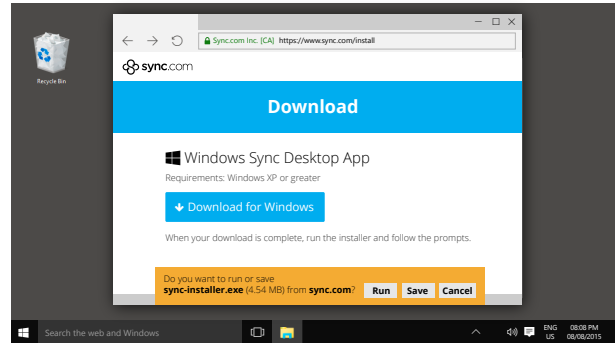 Recycle Bin
Sync.com Inc. [CA] https://www.sync.com/install
sync.com
Download
Windows Sync Desktop App
Requirements: Windows XP or greater
Download for Windows
When your download is complete, run the installer and follow the prompts.
Do you want to run or save
sync-installer.exe (4.54 MB) from sync.com? Run Save Cancel
Search the web and Windows
ENG 08:08 PM
US 08/08/2015